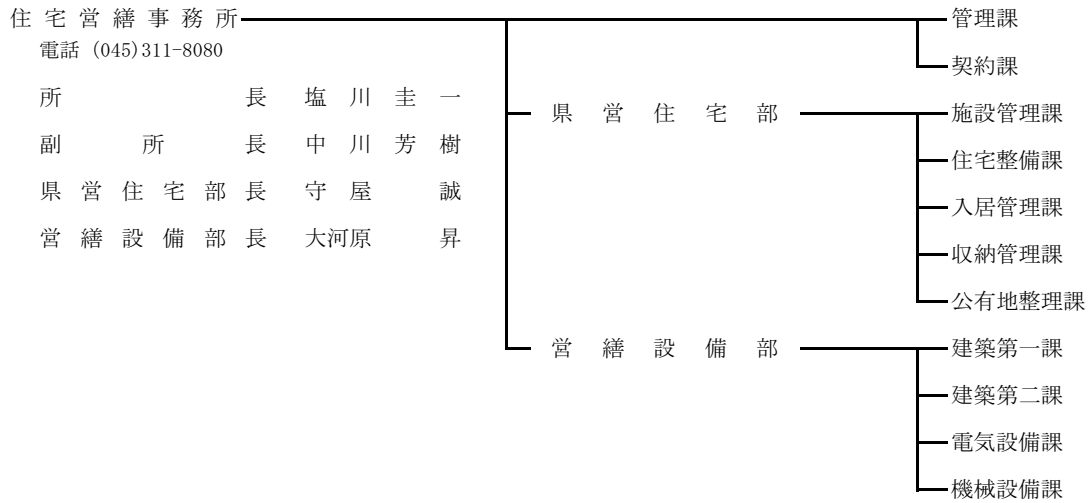 住宅営繕事務所 管理課
電話 (045)311-8080
契約課
所長 塩川圭一
県営住宅部 施設管理課
副所長 中川芳樹
住宅整備課
県営住宅部長 守屋 誠
入居管理課
営繕設備部長 大河原 昇
収納管理課
公有地整理課
営繕設備部 建築第一課
建築第二課
電気設備課
機械設備課